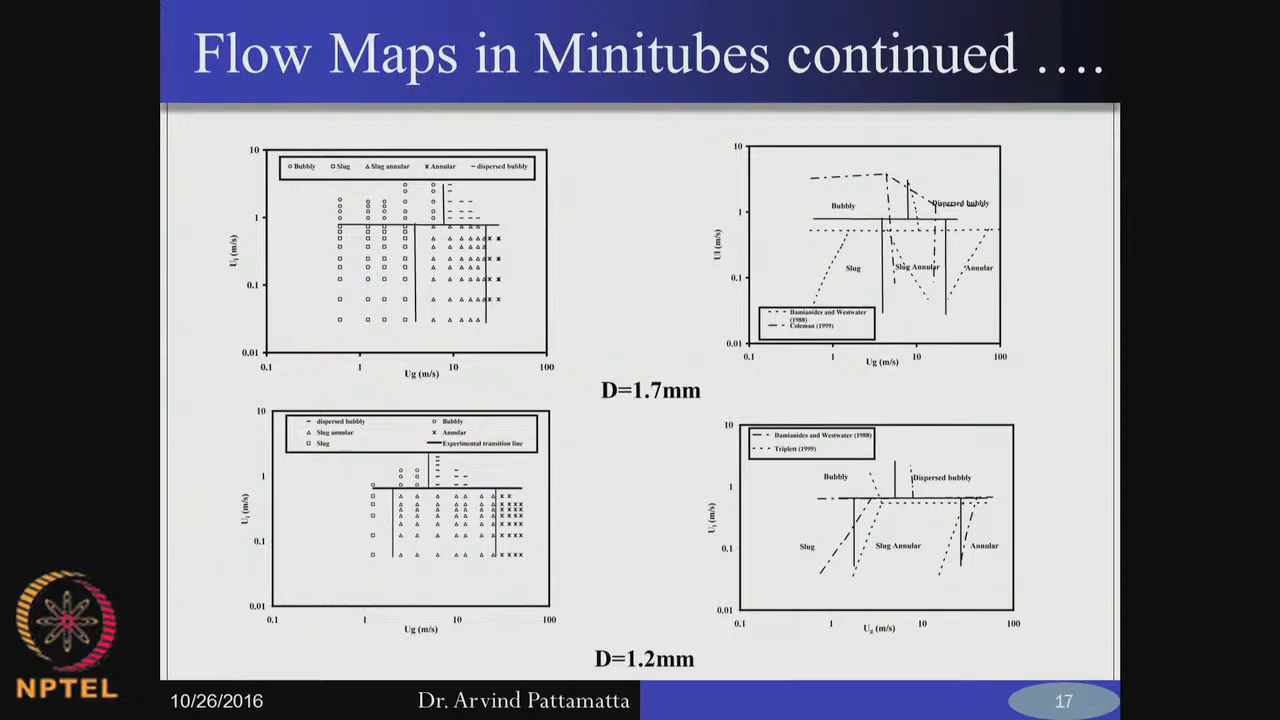 Flow Maps in Minitubes continued ….
10
1
0.1
0.01
0.1
1
10
100
Bubbly
Slug
Slug annular
Annular
dispersed bubbly
Ul (m/s)
Ug (m/s)
10
1
0.1
0.01
0.1
1
10
100
Bubbly
Dispersed bubbly
Slug
Slug Annular
Annular
Damianides and Westwater
(1988)
Coleman (1999)
Ul (m/s)
Ug (m/s)
D=1.7mm
10
1
0.1
0.01
0.1
1
10
100
dispersed bubbly
Bubbly
Slug annular
Annular
Slug
Experimental transition line
Ul (m/s)
Ug (m/s)
10
1
0.1
0.01
0.1
1
10
100
Damianides and Westwater (1988)
Triplett (1999)
Bubbly
Dispersed bubbly
Slug
Slug Annular
Annular
Ul (m/s)
Ug (m/s)
D=1.2mm
NPTEL
10/26/2016
Dr. Arvind Pattamatta
17